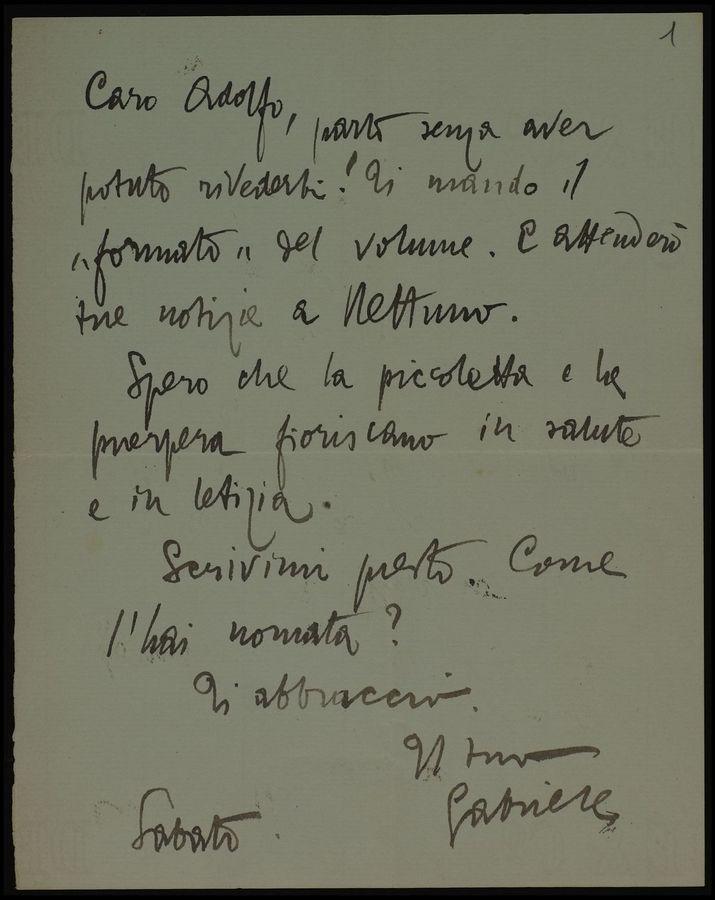 1
Caro Adolfo, parto senza aver
potuto rivederti! Ti mando il
„formato„ del volume. E attenderò
tue notizie a Nettuno.
Spero che la piccoletta e la
puerpera fioriscano in salute
e in letizia.
Scrivimi presto. Come
l'hai nomata?
Ti abbraccio.
Il tuo
Gabriele
Sabato.